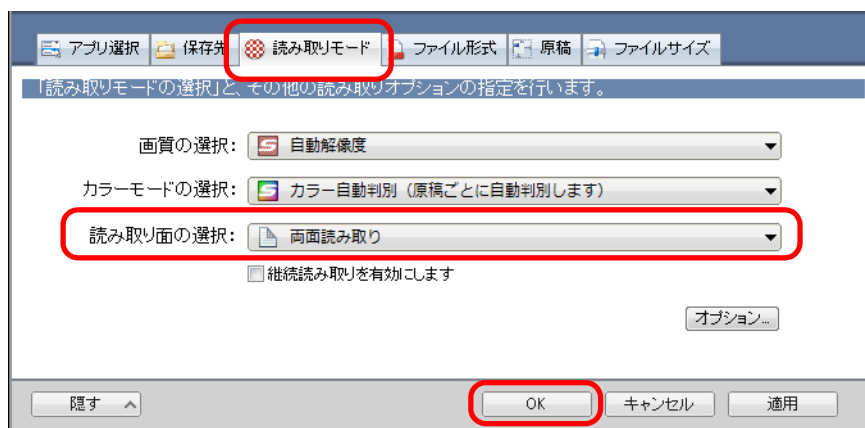 アプリ選択 保存先 読み取りモード ファイル形式 原稿 ファイルサイズ
「読み取りモードの選択」と、その他の読み取りオプションの指定を行います。
画質の選択: 自動解像度
カラーモードの選択: カラー自動判別（原稿ごとに自動判別します）
読み取り面の選択: 両面読み取り
継続読み取りを有効にします
オプション...
隠す OK キャンセル 適用